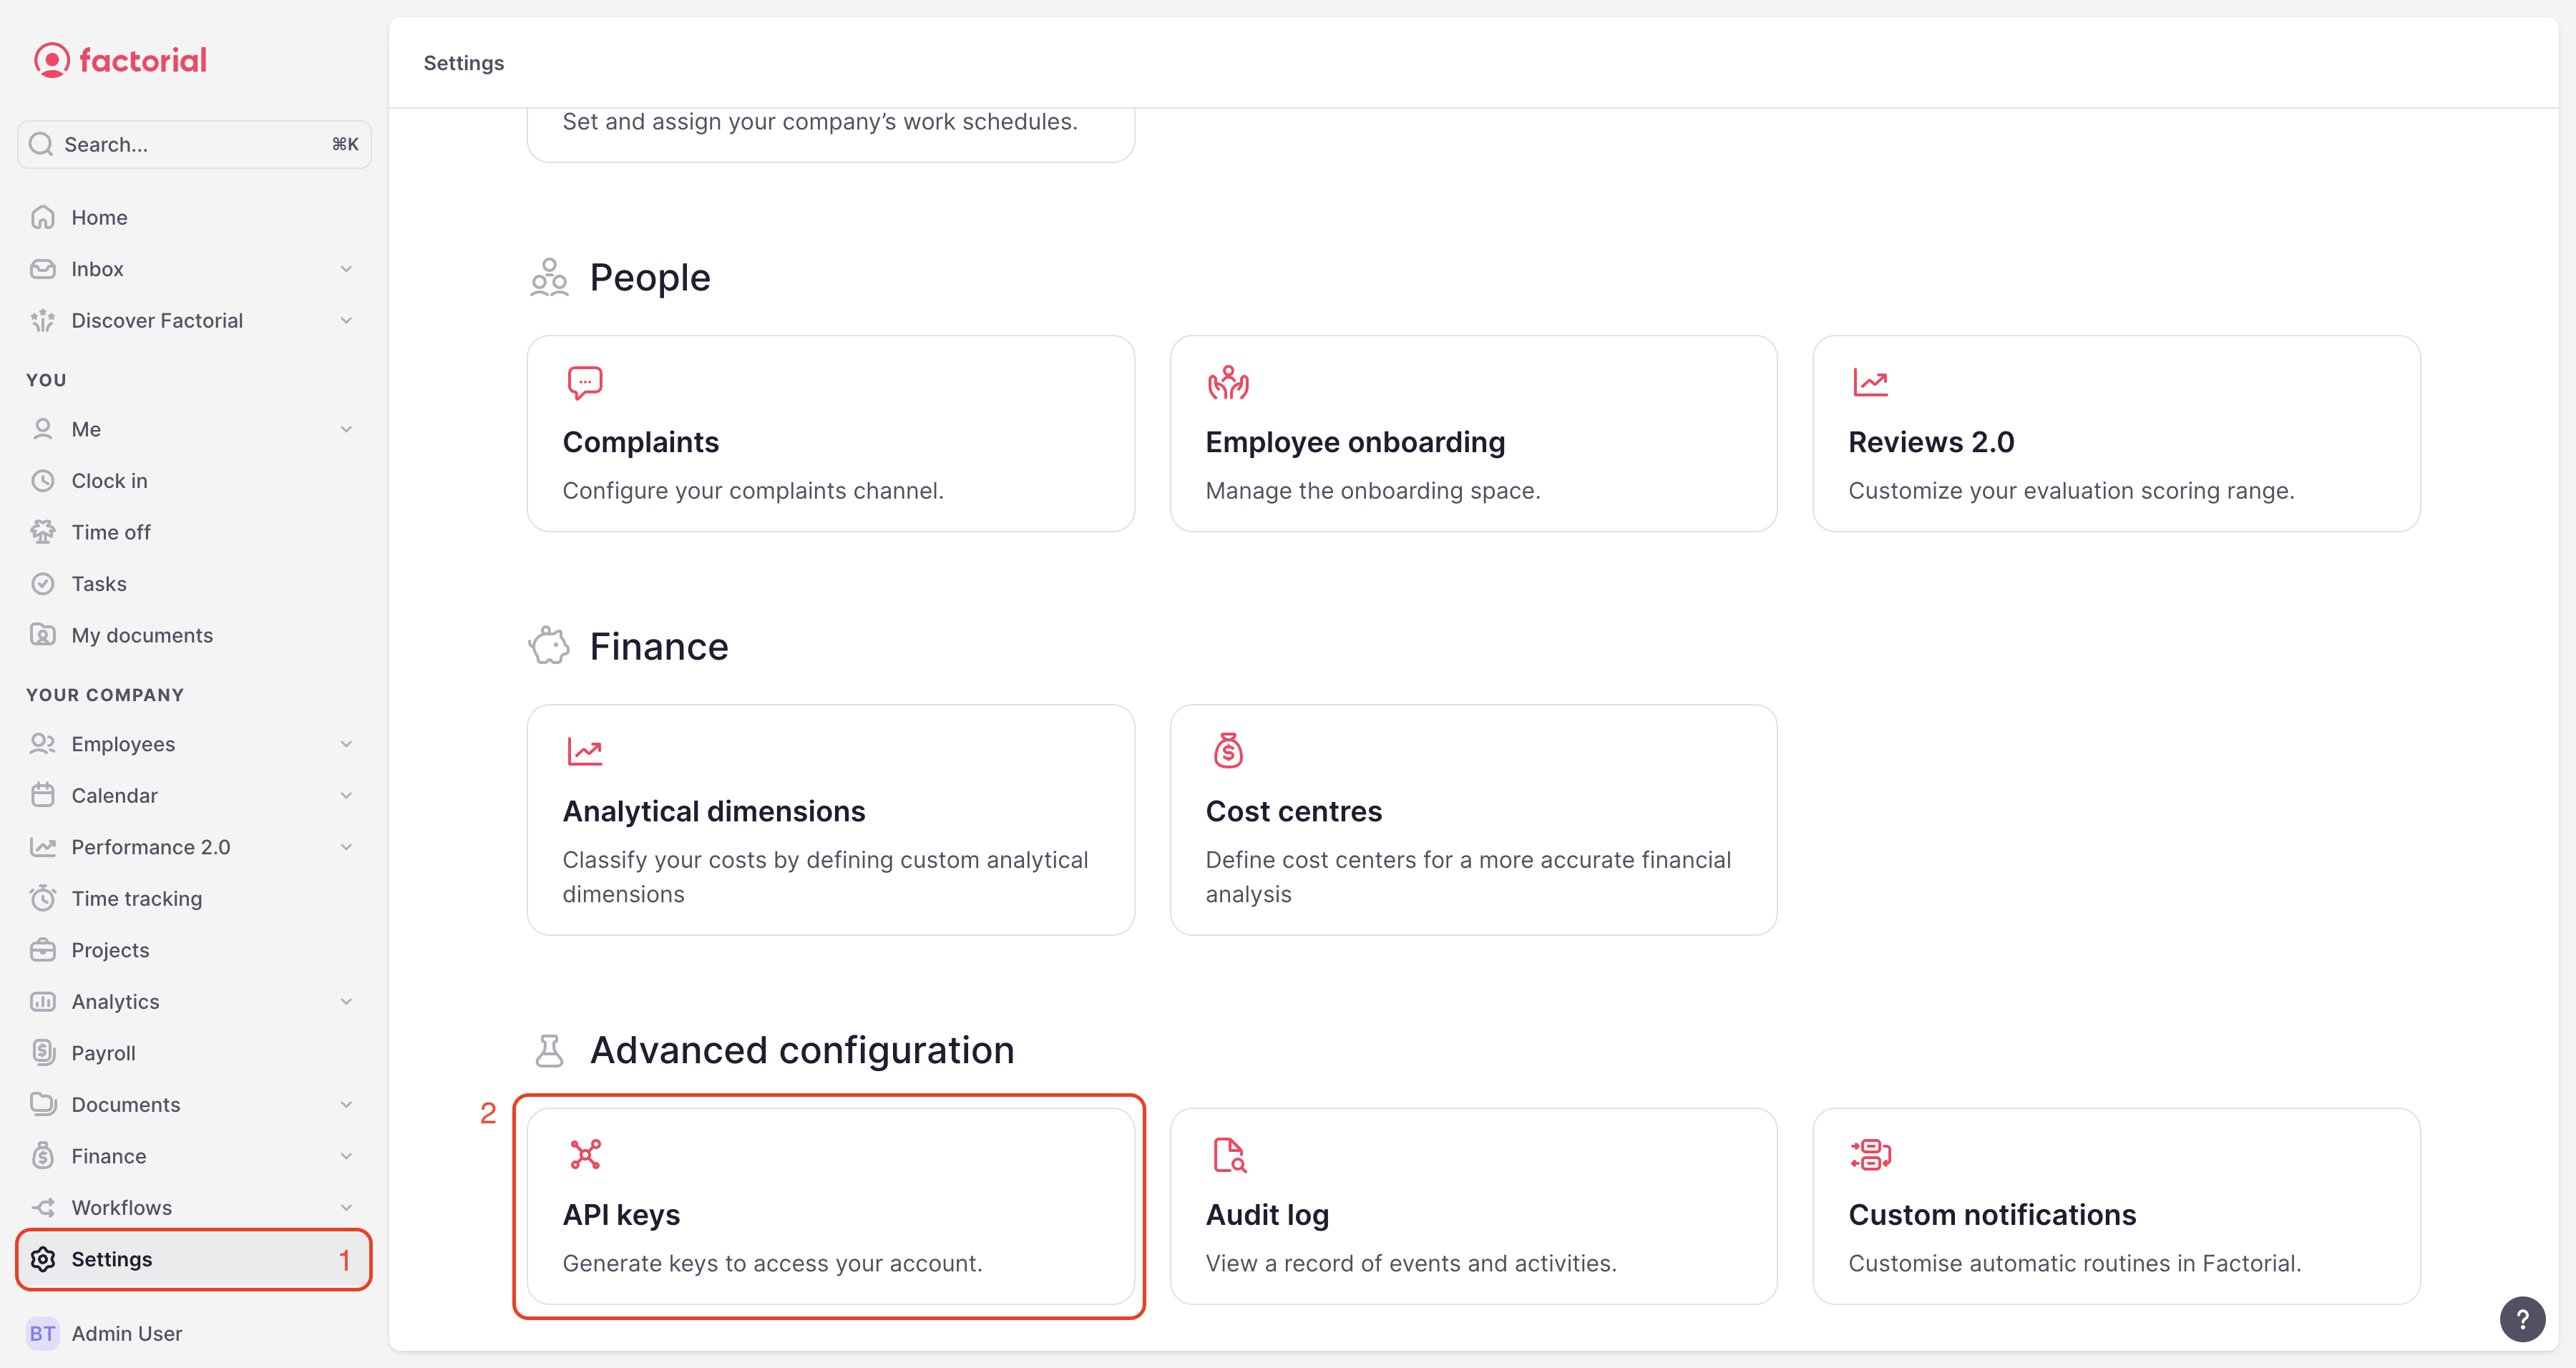 factorial
Search...
⌘K
Home
Inbox
Discover Factorial
YOU
Me
Clock in
Time off
Tasks
My documents
YOUR COMPANY
Employees
Calendar
Performance 2.0
Time tracking
Projects
Analytics
Payroll
Documents
Finance
Workflows
Settings
1
BT
Admin User
Settings
Set and assign your company’s work schedules.
People
Complaints
Configure your complaints channel.
Employee onboarding
Manage the onboarding space.
Reviews 2.0
Customize your evaluation scoring range.
Finance
Analytical dimensions
Classify your costs by defining custom analytical
dimensions
Cost centres
Define cost centers for a more accurate financial
analysis
Advanced configuration
2
API keys
Generate keys to access your account.
Audit log
View a record of events and activities.
Custom notifications
Customise automatic routines in Factorial.
?